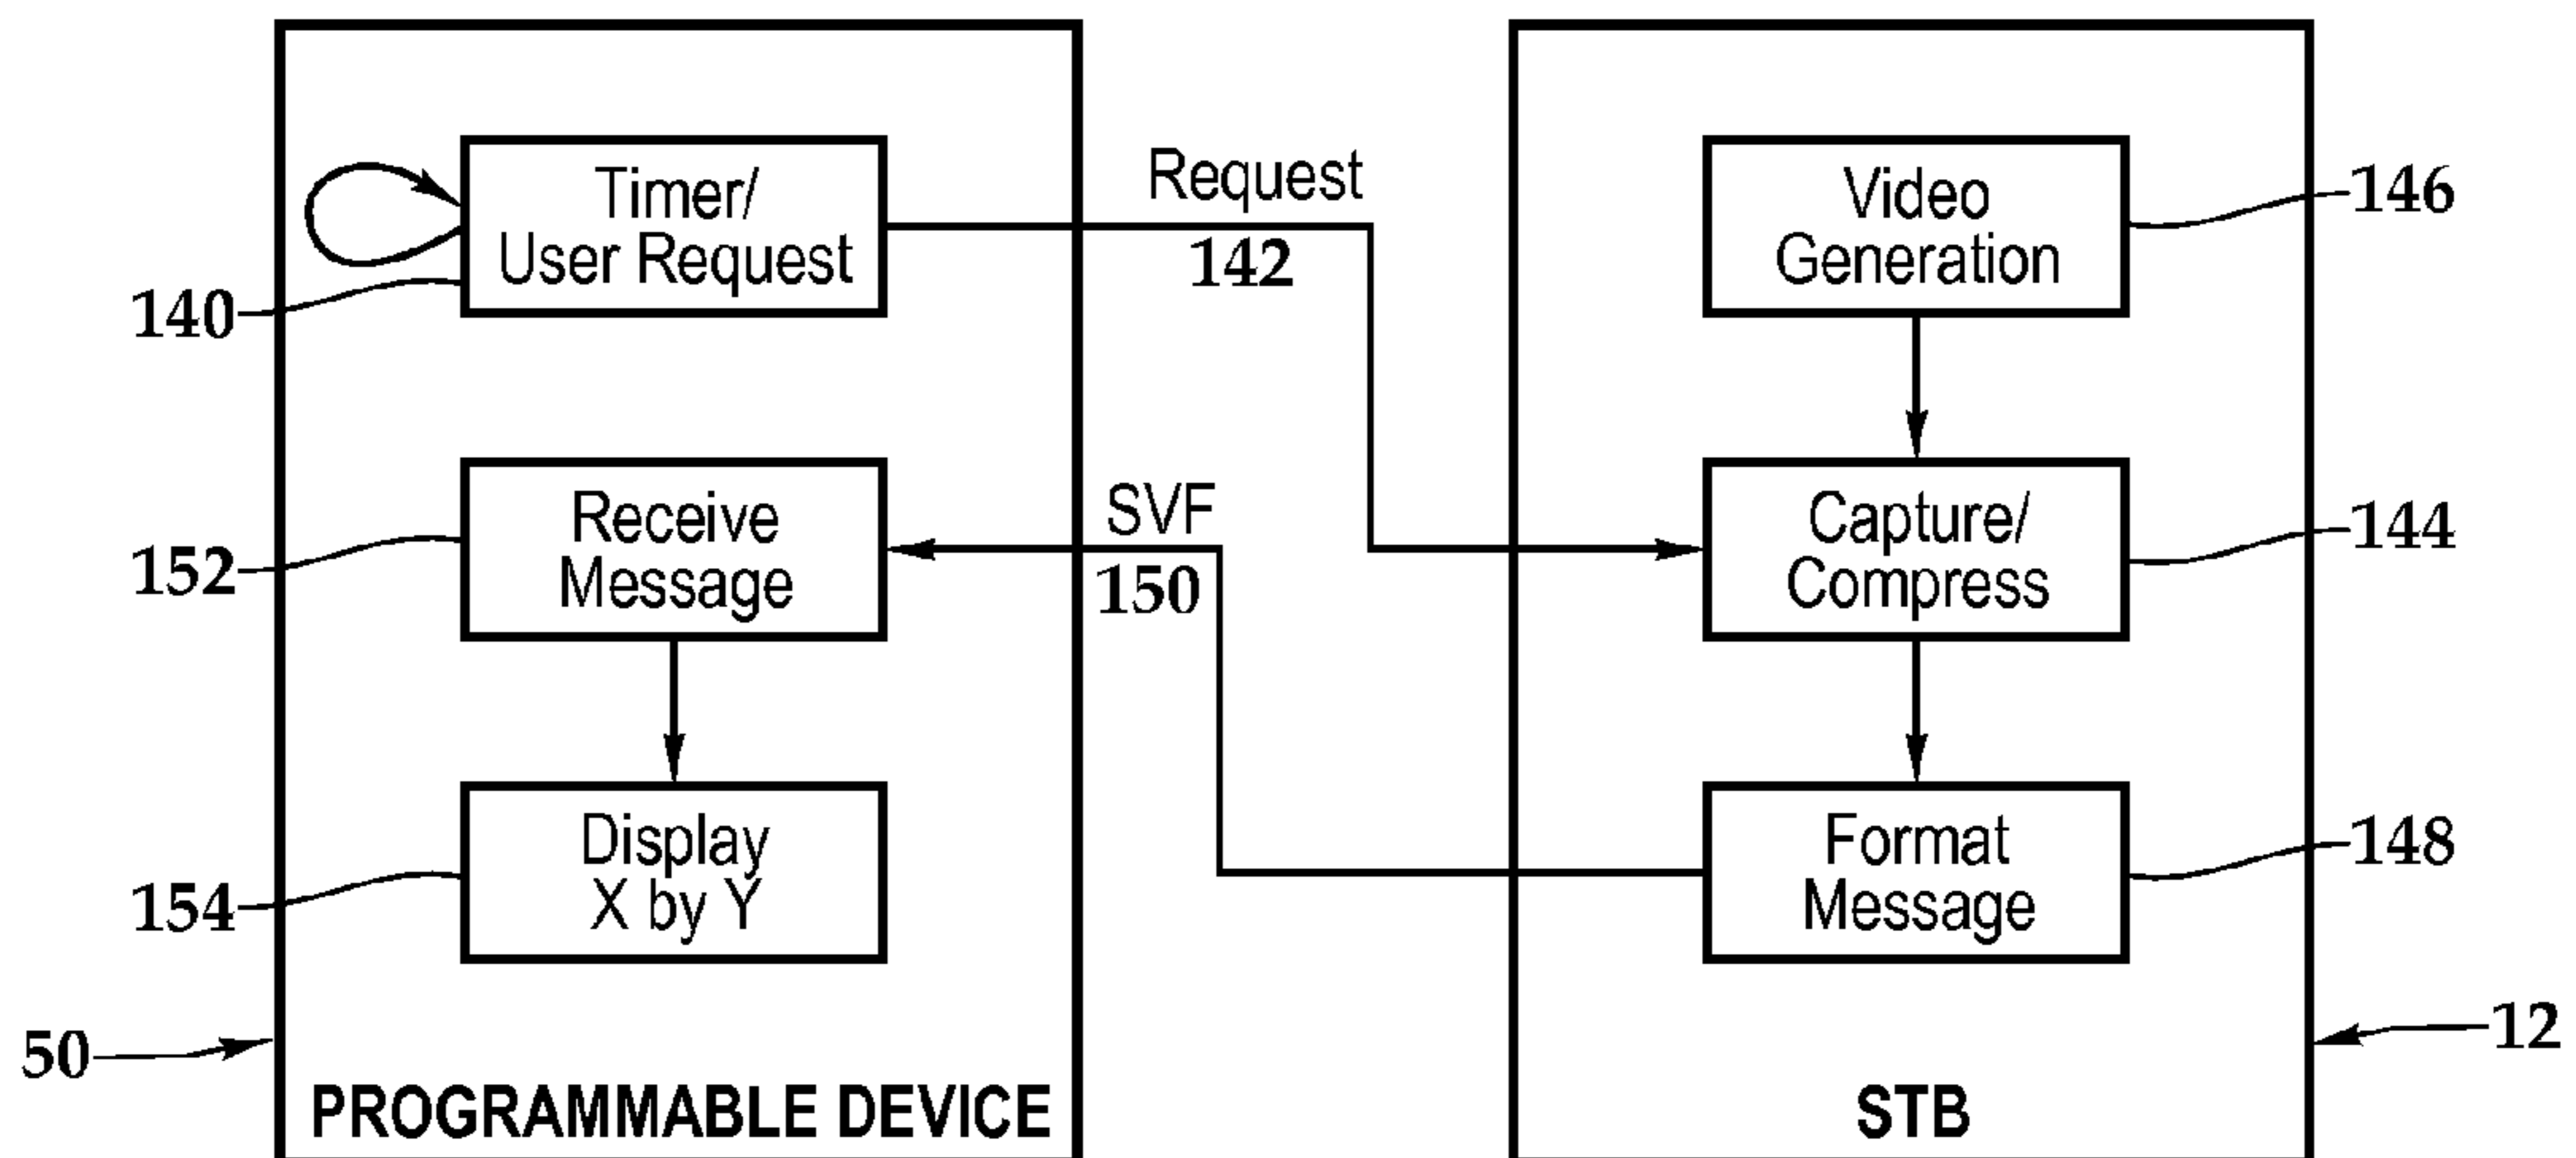 Timer/
User Request
140
Request
142
Video
Generation
146
Receive
Message
152
SVF
150
Capture/
Compress
144
Display
X by Y
154
Format
Message
148
50
PROGRAMMABLE DEVICE
STB
12